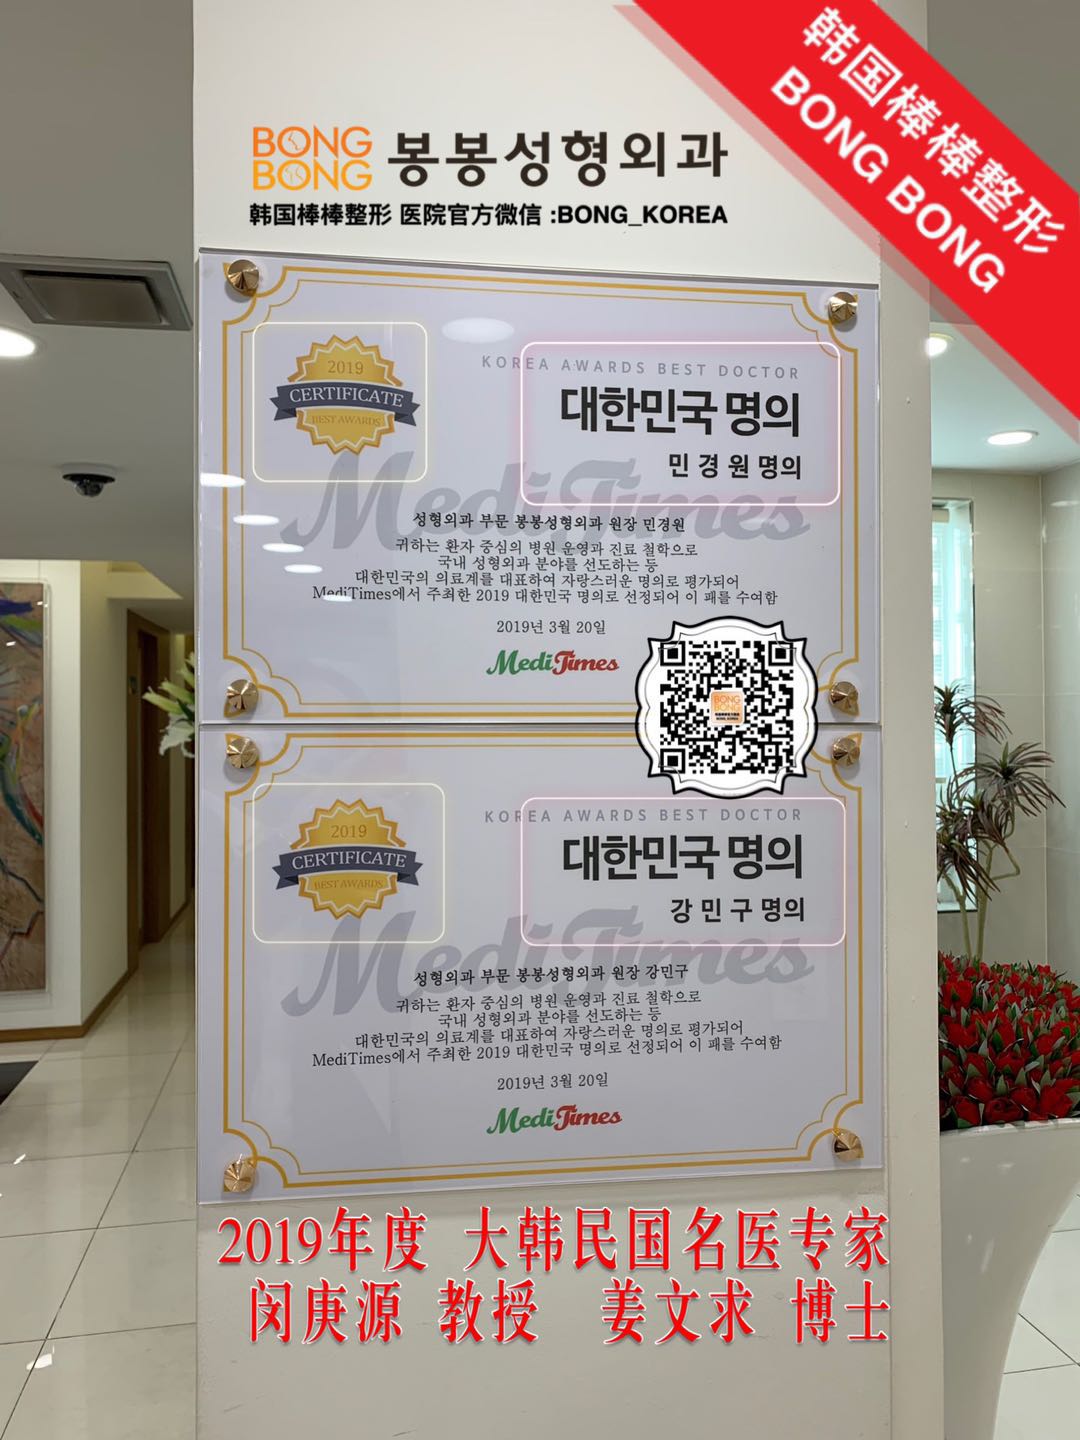 韩国棒棒整形
BONG BONG
BONG
BONG
봉봉성형외과
韩国棒棒整形 医院官方微信 :BONG_KOREA
2019
CERTIFICATE
BEST AWARDS
KOREA AWARDS BEST DOCTOR
대한민국 명의
민 경 원 명의
MediTimes
성형외과 부문 봉봉성형외과 원장 민경원
귀하는 환자 중심의 병원 운영과 진료 철학으로
국내 성형외과 분야를 선도하는 등
대한민국의 의료계를 대표하여 자랑스러운 명의로 평가되어
MediTimes에서 주최한 2019 대한민국 명의로 선정되어 이 패를 수여함
2019년 3월 20일
MediTimes
BONG
BONG
2019
CERTIFICATE
BEST AWARDS
KOREA AWARDS BEST DOCTOR
대한민국 명의
강 민 구 명의
MediTimes
성형외과 부문 봉봉성형외과 원장 강민구
귀하는 환자 중심의 병원 운영과 진료 철학으로
국내 성형외과 분야를 선도하는 등
대한민국의 의료계를 대표하여 자랑스러운 명의로 평가되어
MediTimes에서 주최한 2019 대한민국 명의로 선정되어 이 패를 수여함
2019년 3월 20일
MediTimes
2019年度 大韩民国名医专家
闵庚源 教授 姜文求 博士